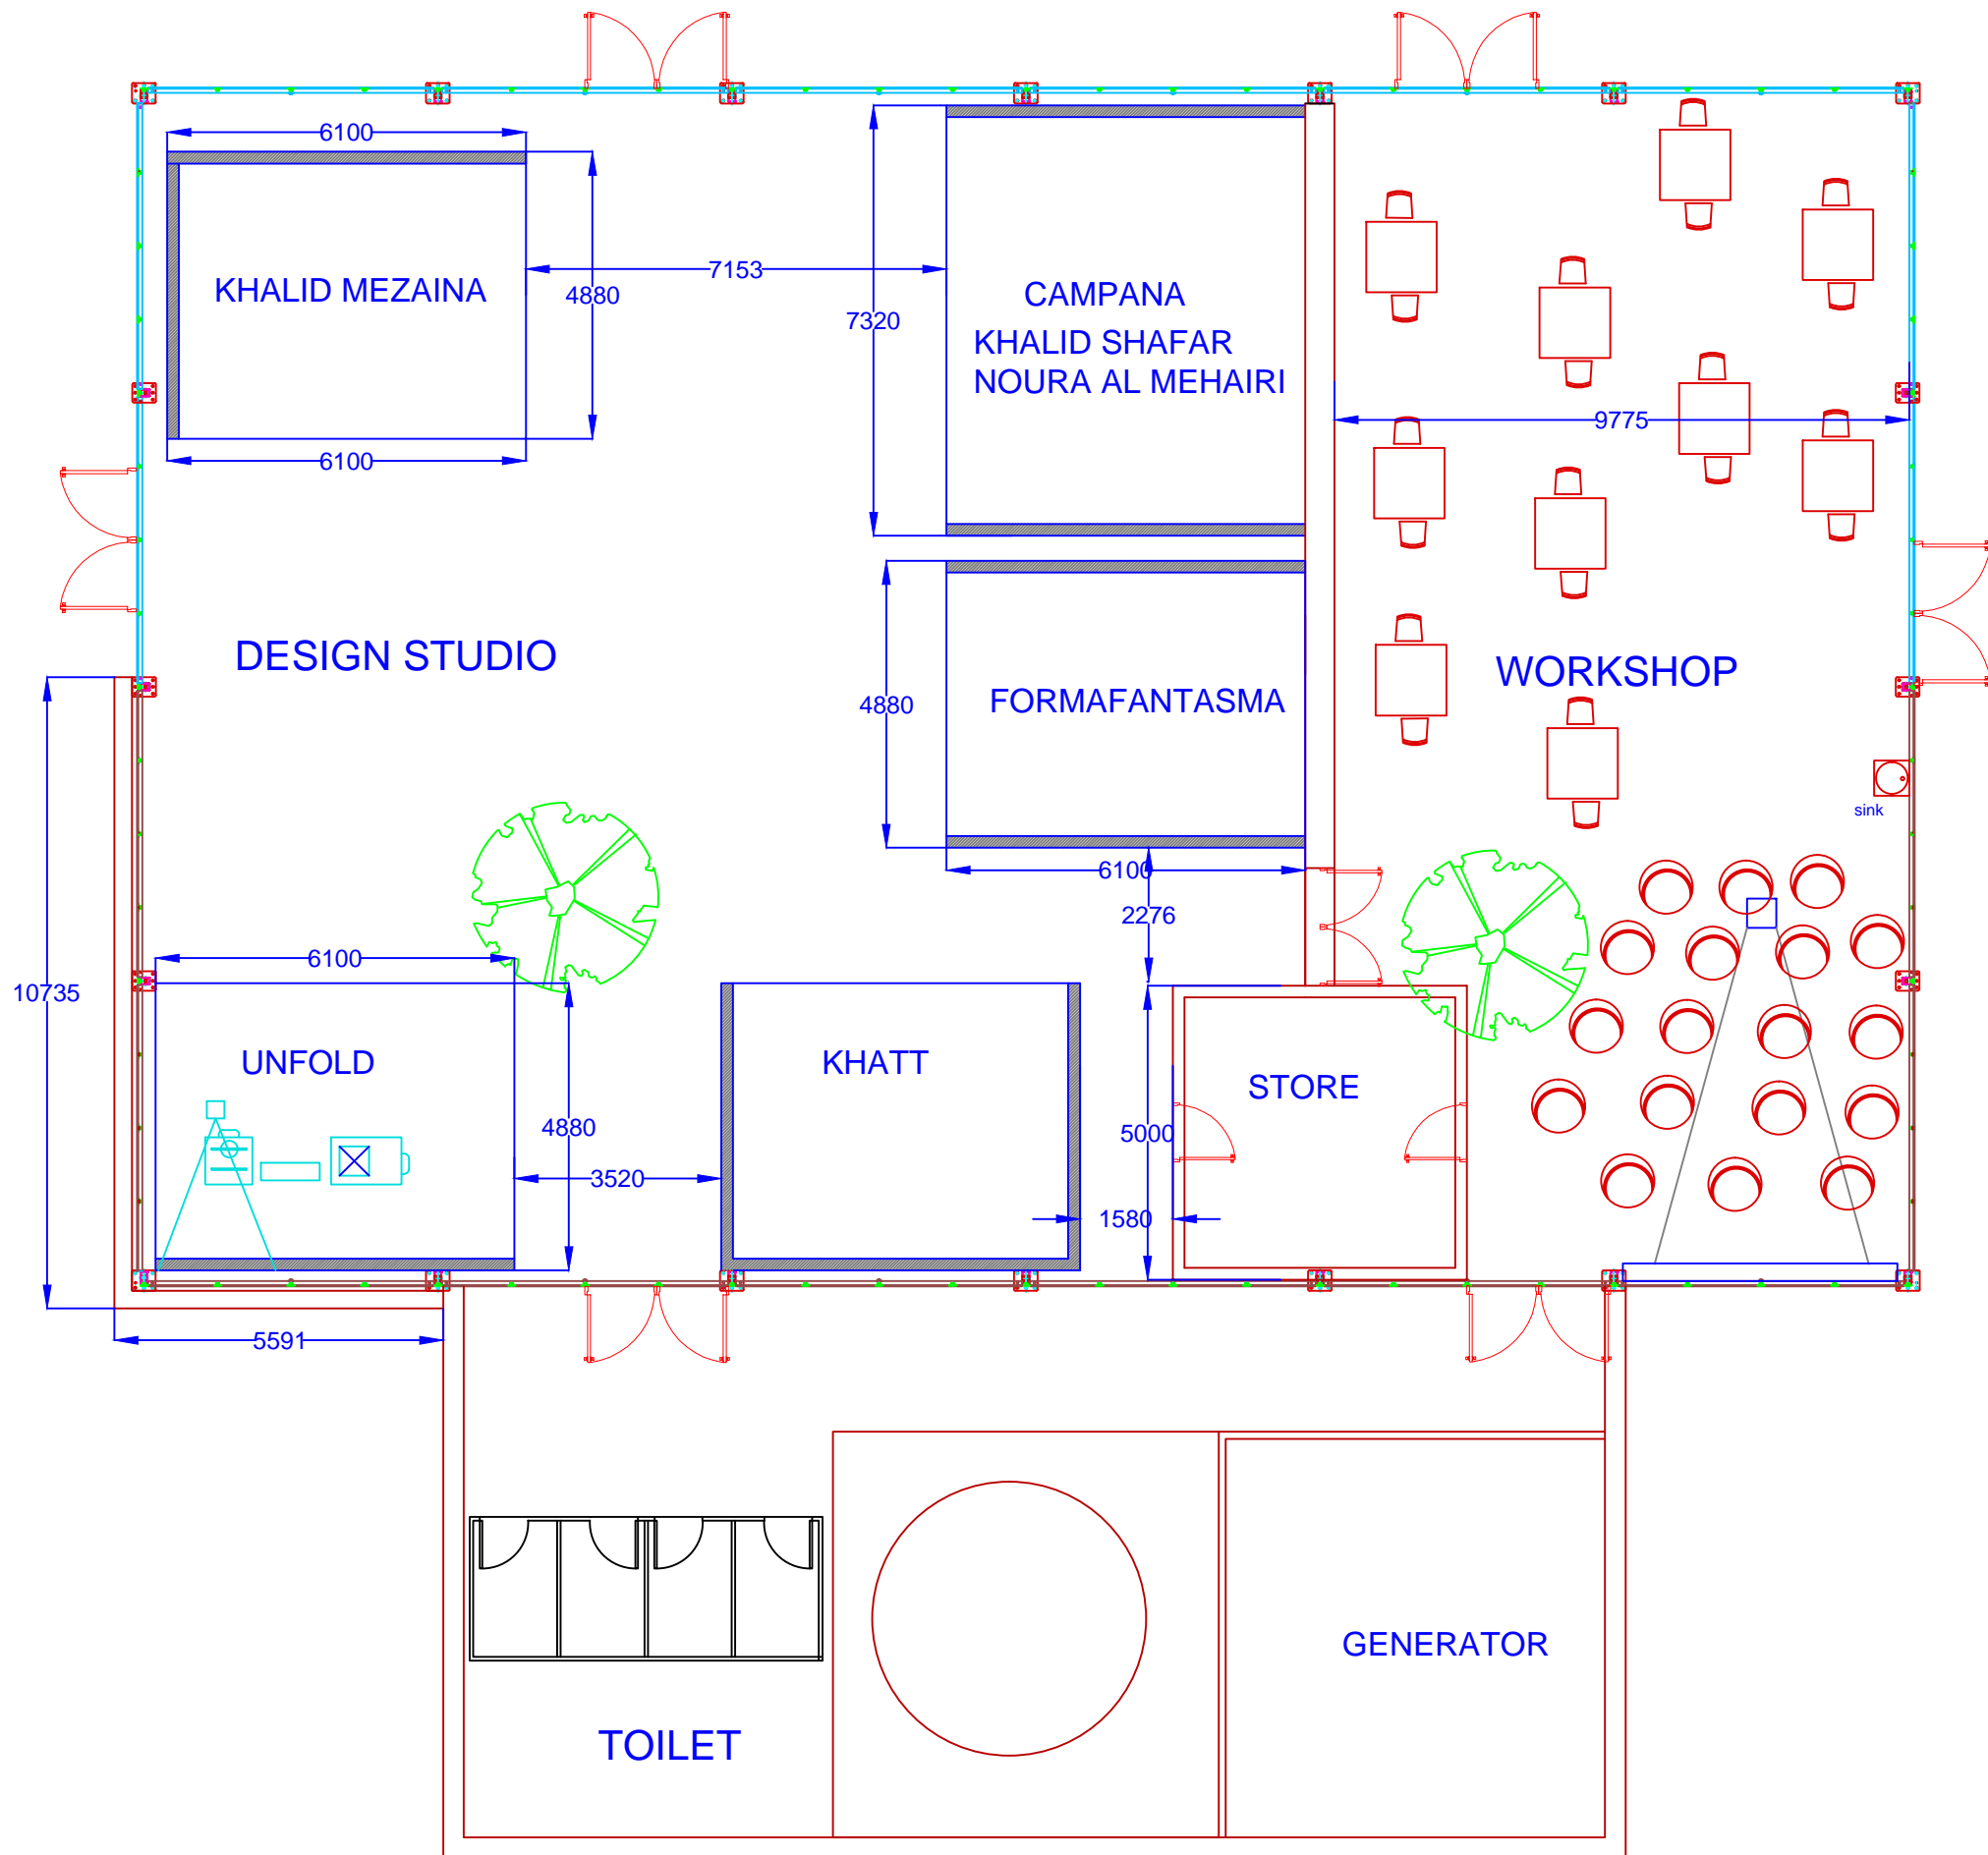 6100
KHALID MEZAINA
4880
6100
7153
7320
CAMPANA
KHALID SHAFAR
NOURA AL MEHAIRI
9775
DESIGN STUDIO
4880
FORMAFANTASMA
WORKSHOP
sink
6100
2276
10735
6100
UNFOLD
4880
3520
KHATT
1580
5000
STORE
5591
TOILET
GENERATOR